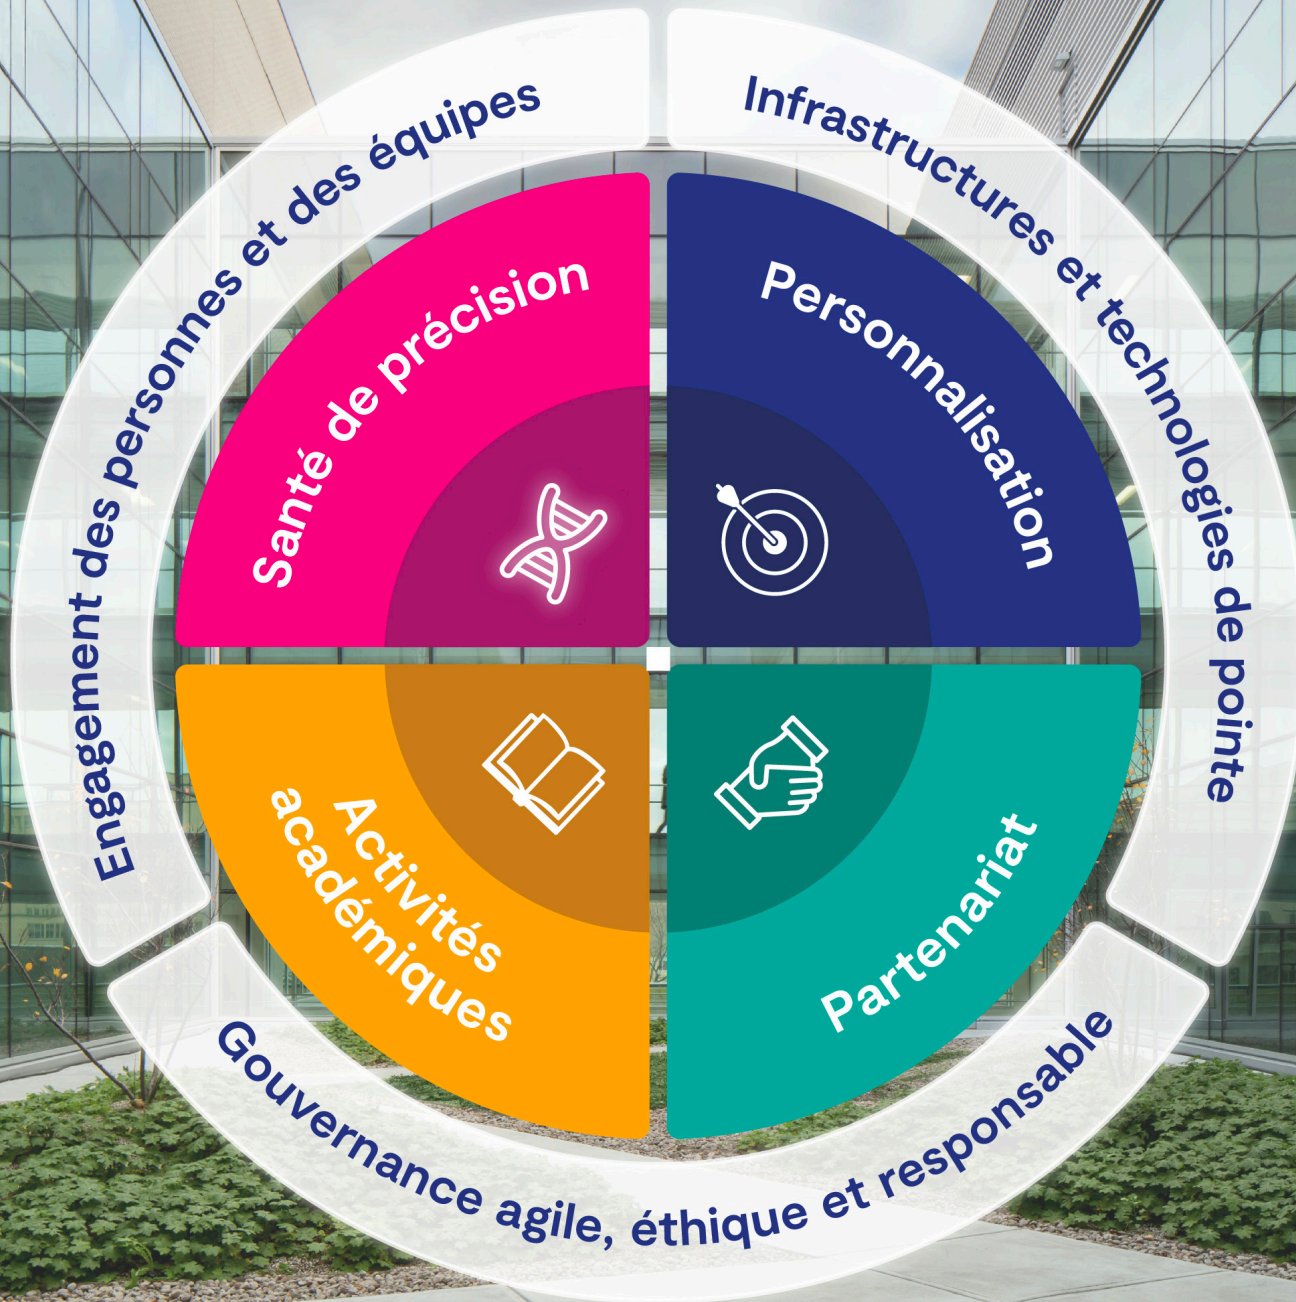 Engagement des personnes et des équipes
Infrastructures et technologies de pointe
Santé de précision
Personnalisation
Activités
académiques
Partenariat
Gouvernance agile, éthique et responsable